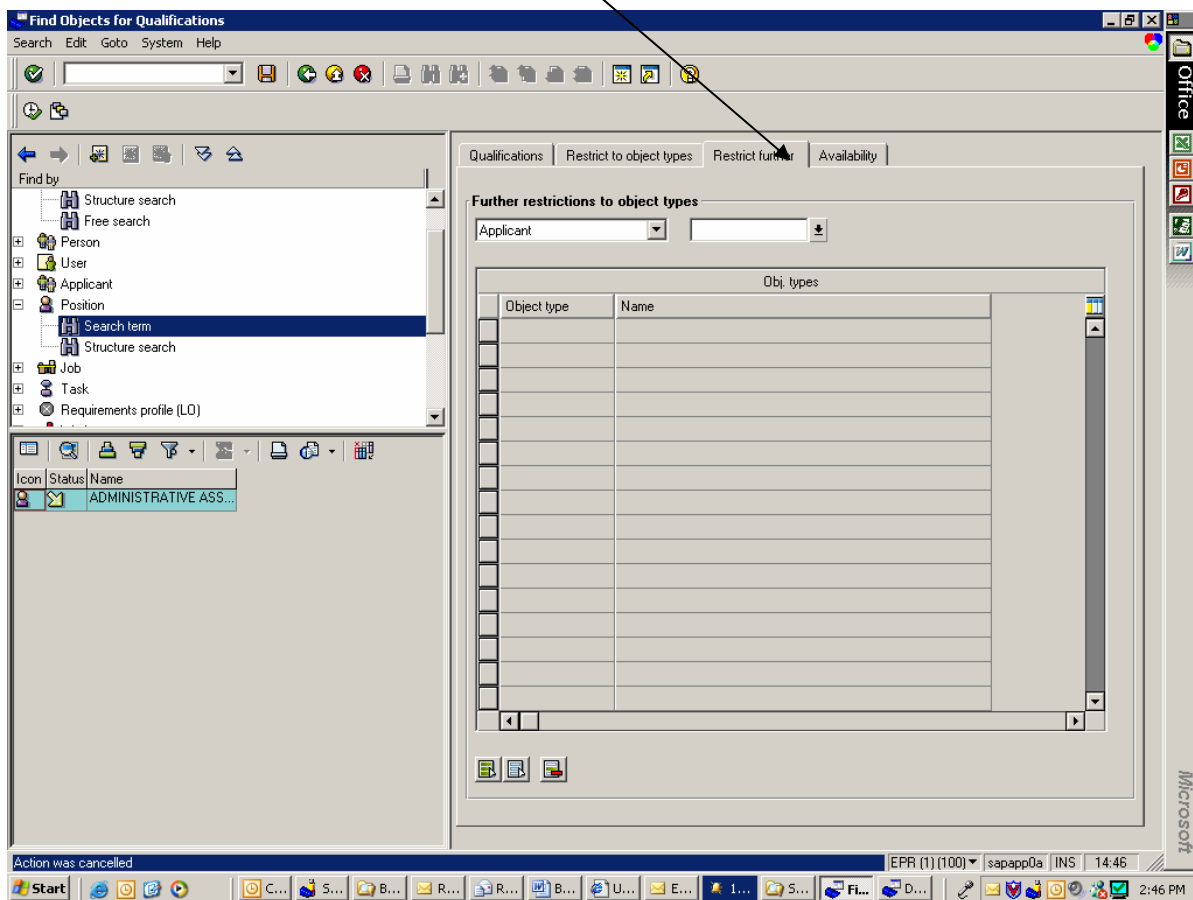 Find Objects for Qualifications
Search Edit Goto System Help
Office
Find by
Structure search
Free search
Person
User
Applicant
Position
Search term
Structure search
Job
Task
Requirements profile (LO)
Icon Status Name
ADMINISTRATIVE ASS...
Qualifications Restrict to object types Restrict further Availability
Further restrictions to object types
Applicant
Obj. types
Object type Name
Microsoft
Action was cancelled
EPR (1) (100) sapapp0a INS 14:46
Start C... S... B... R... R... B... U... E... 1... S... Fi... D... 2:46 PM